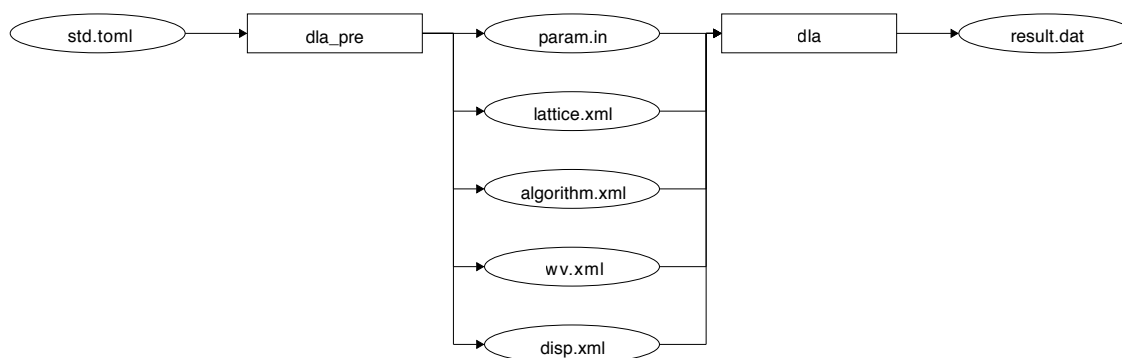 std.toml
dla_pre
param.in
dla
result.dat
lattice.xml
algorithm.xml
wv.xml
disp.xml